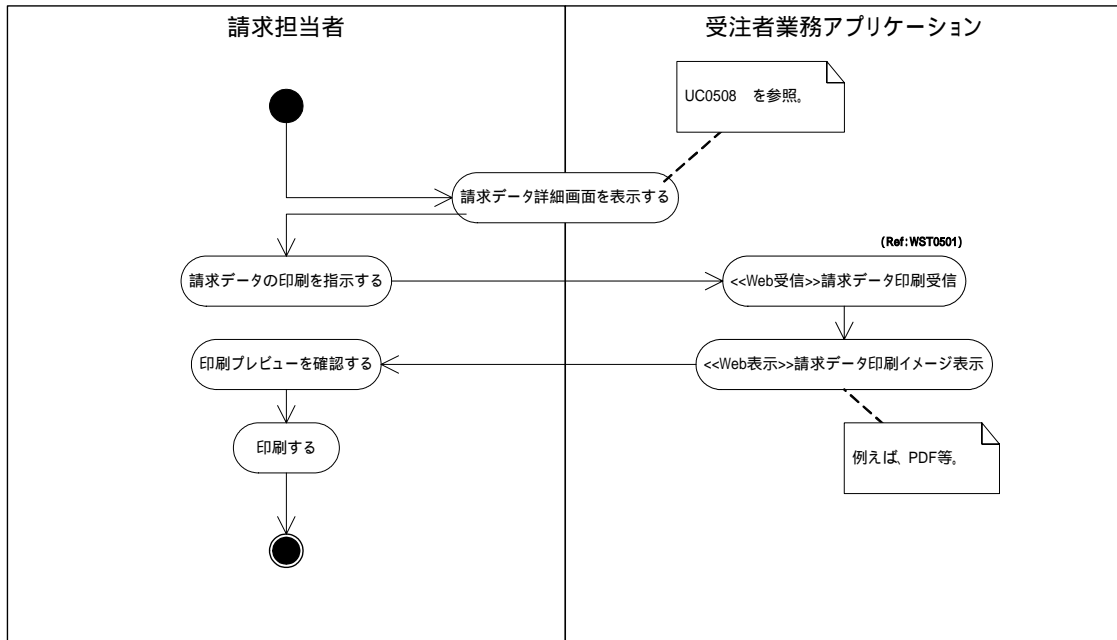 請求担当者
受注者業務アプリケーション
UC0508　を参照。
請求データ詳細画面を表示する
(Ref:WST0501)
請求データの印刷を指示する
<<Web受信>>請求データ印刷受信
印刷プレビューを確認する
<<Web表示>>請求データ印刷イメージ表示
印刷する
例えば、PDF等。